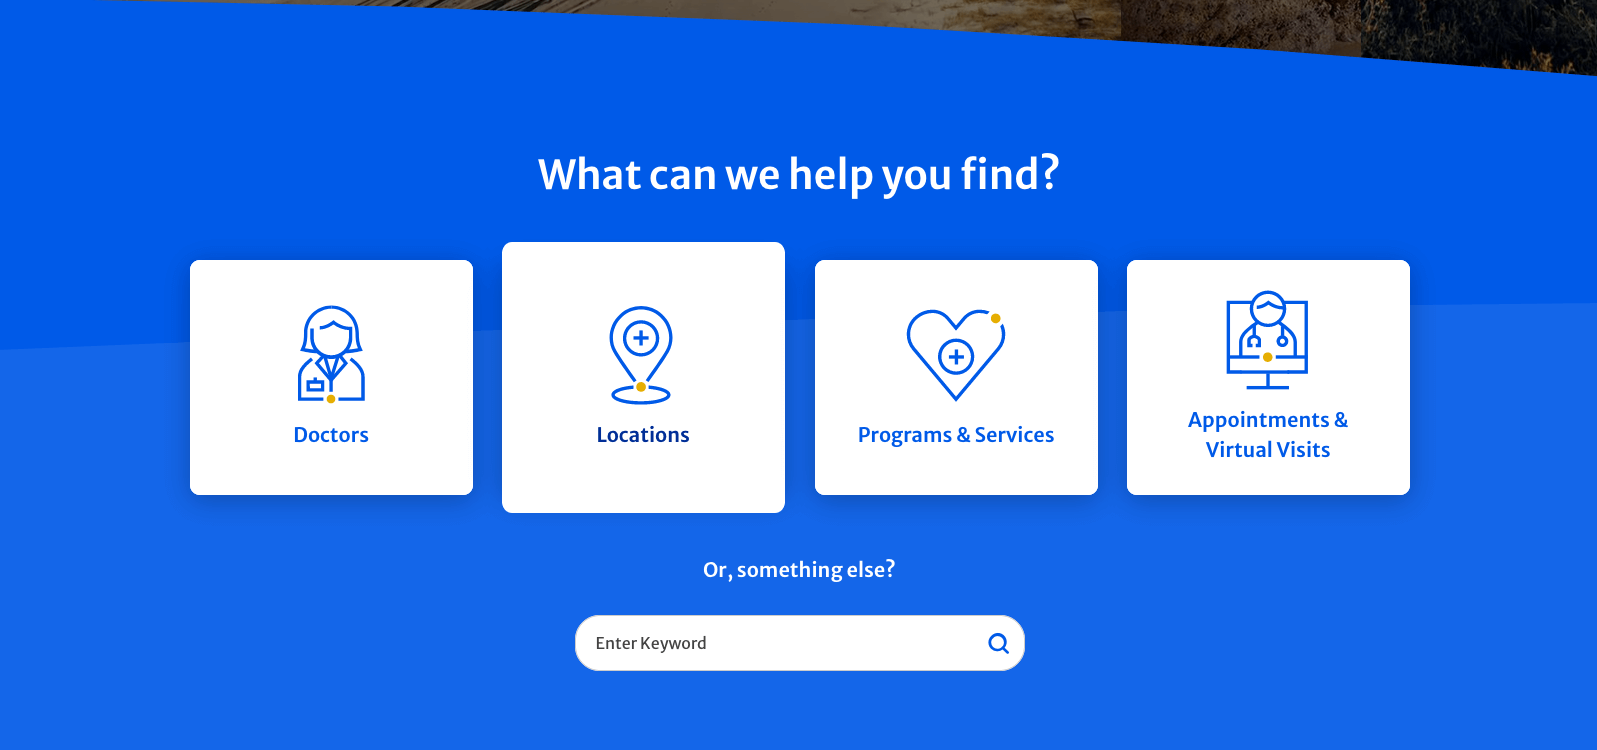 What can we help you find?
Doctors
Locations
Programs & Services
Appointments &
Virtual Visits
Or, something else?
Enter Keyword